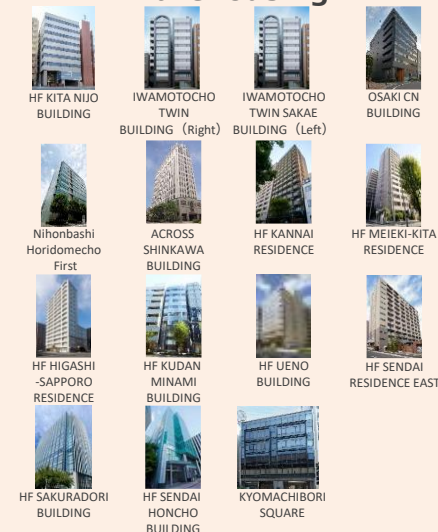 HF KITA NIJO
BUILDING
IWAMOTOCHO
TWIN
BUILDING（Right）
IWAMOTOCHO
TWIN SAKAE
BUILDING（Left）
OSAKI CN
BUILDING
Nihonbashi
Horidomecho
First
ACROSS
SHINKAWA
BUILDING
HF KANNAI
RESIDENCE
HF MEIEKI-KITA
RESIDENCE
HF HIGASHI
-SAPPORO
RESIDENCE
HF KUDAN
MINAMI
BUILDING
HF UENO
BUILDING
HF SENDAI
RESIDENCE EAST
HF SAKURADORI
BUILDING
HF SENDAI
HONCHO
BUILDING
KYOMACHIBORI
SQUARE